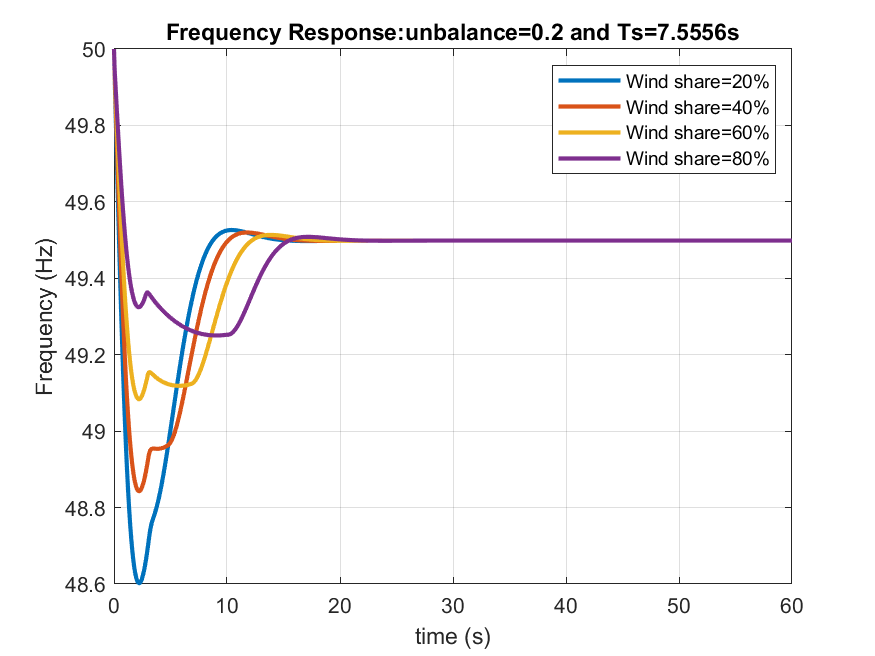 Frequency Response:unbalance=0.2 and Ts=7.5556s
50
49.8
49.6
49.4
49.2
49
48.8
48.6
Frequency (Hz)
Wind share=20%
Wind share=40%
Wind share=60%
Wind share=80%
0 10 20 30 40 50 60
time (s)